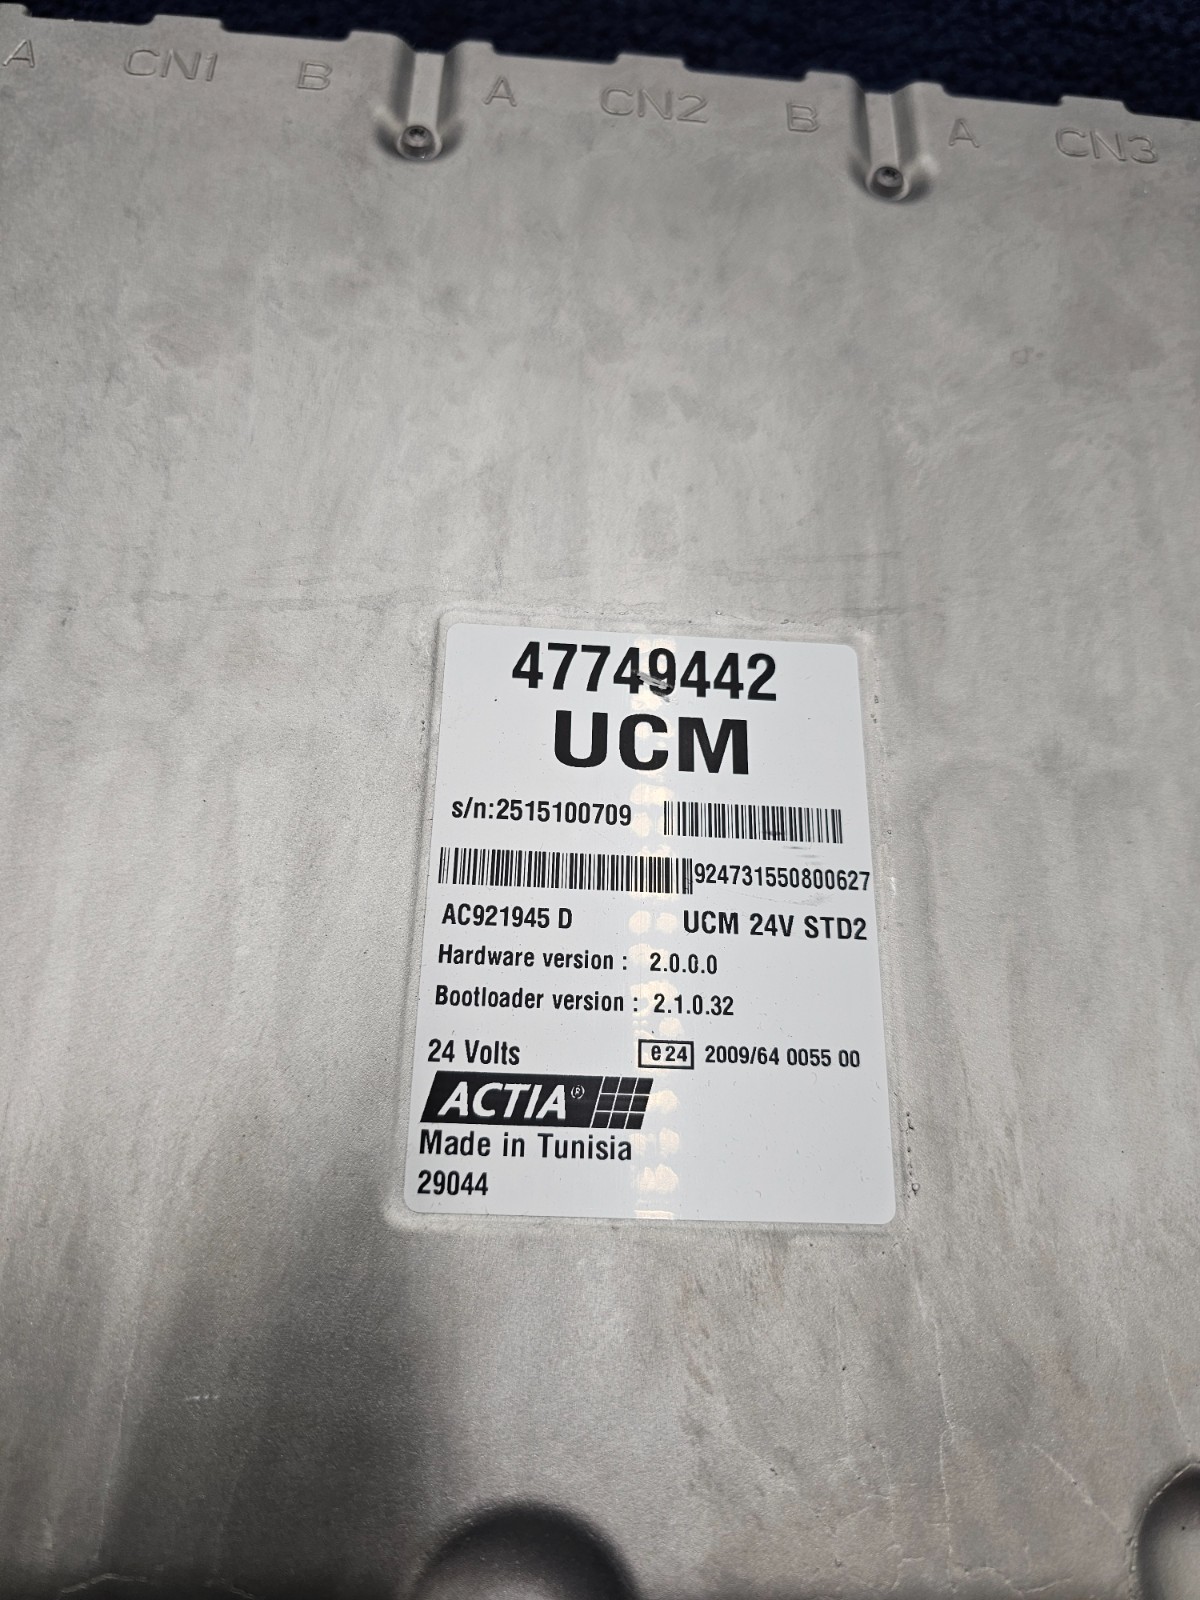 A CN1 B A CN2 B A CN3
47749442
UCM
s/n:2515100709
924731550800627
AC921945 D UCM 24V STD2
Hardware version : 2.0.0.0
Bootloader version : 2.1.0.32
24 Volts e24 2009/64 0055 00
ACTIA®
Made in Tunisia
29044